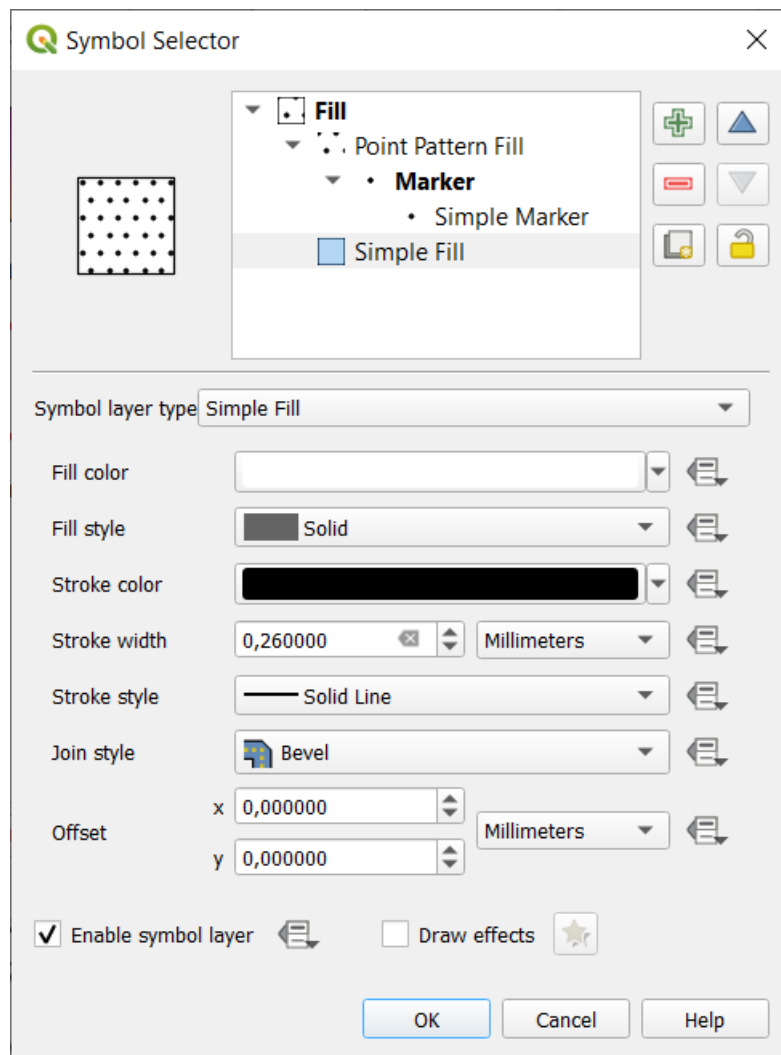 Symbol Selector
Fill
Point Pattern Fill
Marker
Simple Marker
Simple Fill
Symbol layer type Simple Fill
Fill color
Fill style Solid
Stroke color
Stroke width 0,260000 Millimeters
Stroke style Solid Line
Join style Bevel
x 0,000000
Offset Millimeters
y 0,000000
Enable symbol layer Draw effects
OK Cancel Help